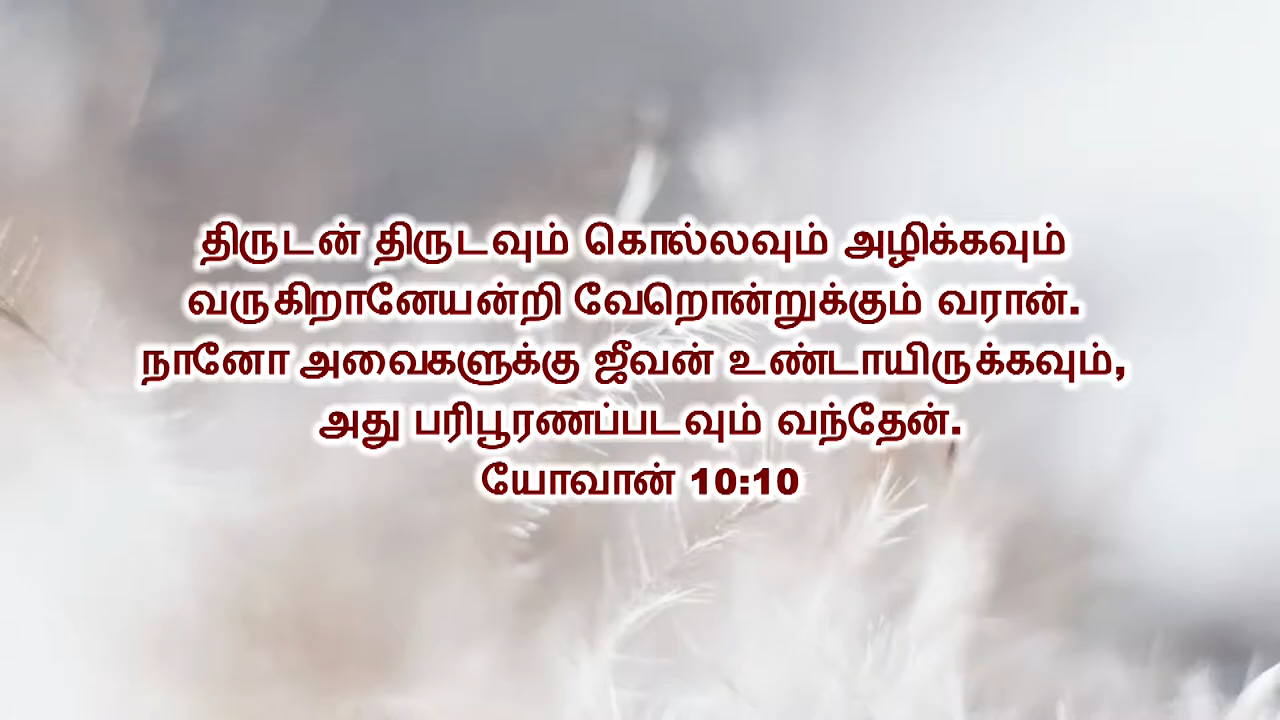 திருடன் திருடவும் கொல்லவும் அழிக்கவும்
வருகிறானேயன்றி வேறொன்றுக்கும் வரான்.
நானோ அவைகளுக்கு ஜீவன் உண்டாயிருக்கவும்,
அது பரிபூரணப்படவும் வந்தேன்.
யோவான் 10:10